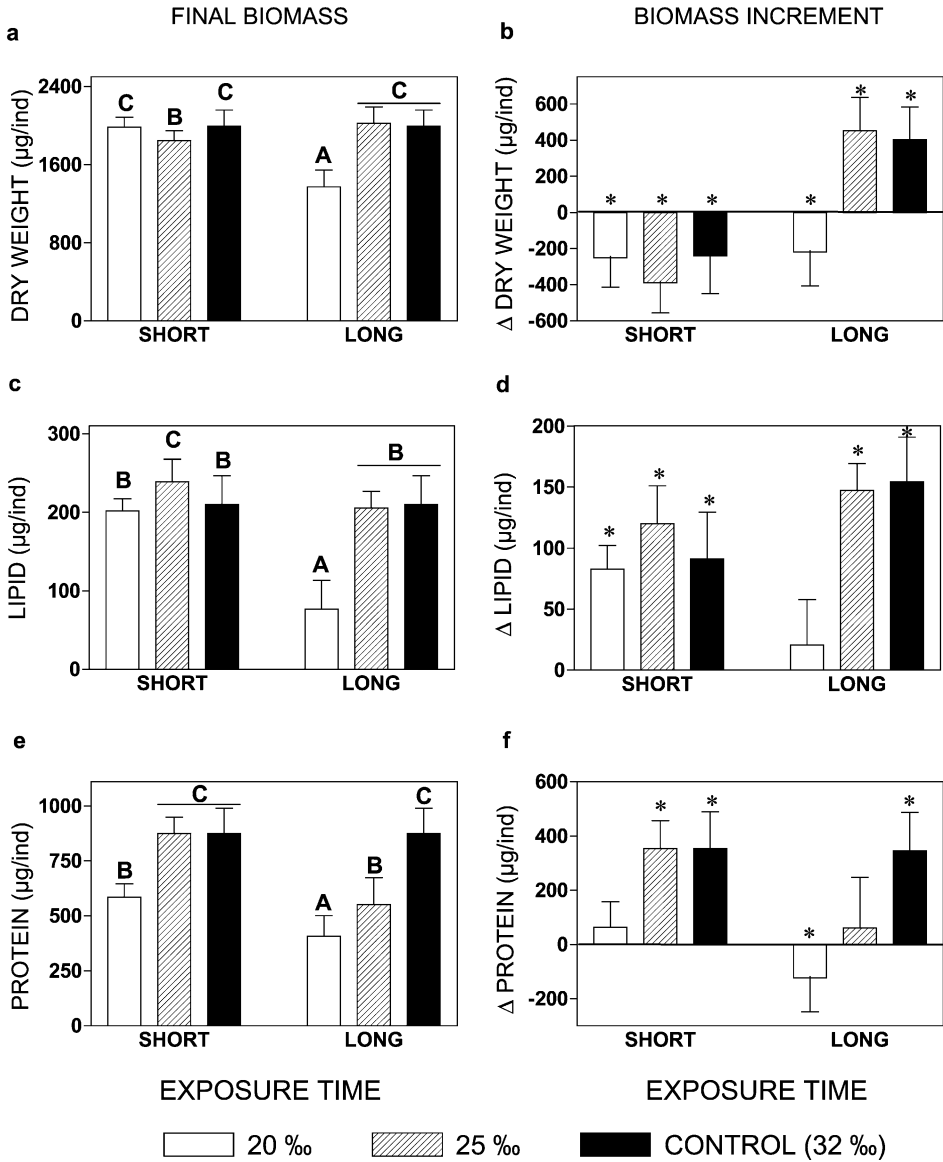 FINAL BIOMASS
BIOMASS INCREMENT
a
DRY WEIGHT (µg/ind)
2400
1600
800
0
C
B
C
A
C
SHORT
LONG
b
Δ DRY WEIGHT (µg/ind)
600
400
200
0
-200
-400
-600
*
*
*
*
*
*
SHORT
LONG
c
LIPID (µg/ind)
300
200
100
0
B
C
B
A
B
SHORT
LONG
d
Δ LIPID (µg/ind)
200
150
100
50
0
*
*
*
*
*
SHORT
LONG
e
PROTEIN (µg/ind)
1000
750
500
250
0
B
C
A
B
C
SHORT
LONG
f
Δ PROTEIN (µg/ind)
600
400
200
0
-200
*
*
*
*
SHORT
LONG
EXPOSURE TIME
EXPOSURE TIME
20 ‰
25 ‰
CONTROL (32 ‰)